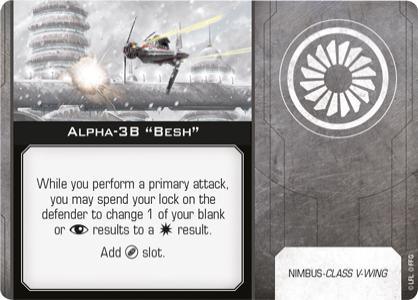 ALPHA-3B "BESH"
While you perform a primary attack,
you may spend your lock on the
defender to change 1 of your blank
or results to a result.
Add slot.
NIMBUS-CLASS V-WING
© LFL © FFG